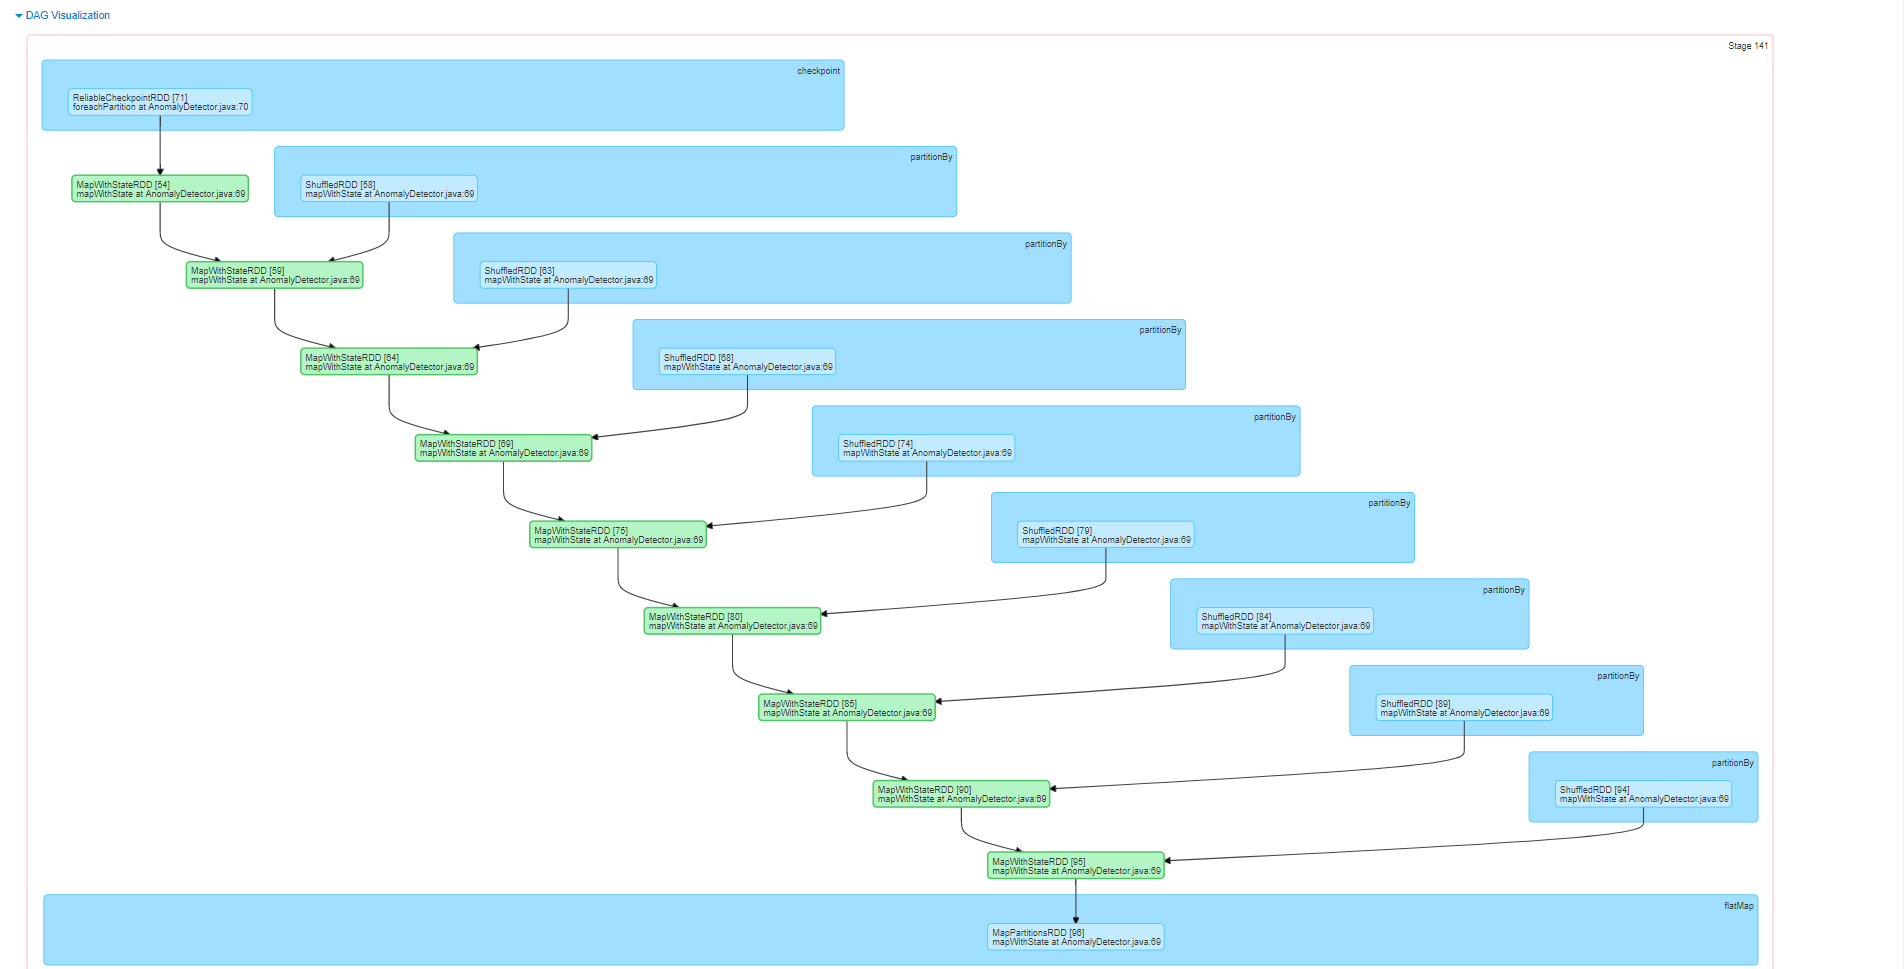 DAG Visualization
Stage 141
checkpoint
ReliableCheckpointRDD [71]
foreachPartition at AnomalyDetector.java:70
partitionBy
MapWithStateRDD [54]
mapWithState at AnomalyDetector.java:69
ShuffledRDD [58]
mapWithState at AnomalyDetector.java:69
partitionBy
MapWithStateRDD [59]
mapWithState at AnomalyDetector.java:69
ShuffledRDD [63]
mapWithState at AnomalyDetector.java:69
partitionBy
MapWithStateRDD [64]
mapWithState at AnomalyDetector.java:69
ShuffledRDD [68]
mapWithState at AnomalyDetector.java:69
partitionBy
MapWithStateRDD [69]
mapWithState at AnomalyDetector.java:69
ShuffledRDD [74]
mapWithState at AnomalyDetector.java:69
partitionBy
MapWithStateRDD [75]
mapWithState at AnomalyDetector.java:69
ShuffledRDD [79]
mapWithState at AnomalyDetector.java:69
partitionBy
MapWithStateRDD [80]
mapWithState at AnomalyDetector.java:69
ShuffledRDD [84]
mapWithState at AnomalyDetector.java:69
partitionBy
MapWithStateRDD [85]
mapWithState at AnomalyDetector.java:69
ShuffledRDD [89]
mapWithState at AnomalyDetector.java:69
partitionBy
MapWithStateRDD [90]
mapWithState at AnomalyDetector.java:69
ShuffledRDD [94]
mapWithState at AnomalyDetector.java:69
MapWithStateRDD [95]
mapWithState at AnomalyDetector.java:69
flatMap
MapPartitionsRDD [96]
mapWithState at AnomalyDetector.java:69